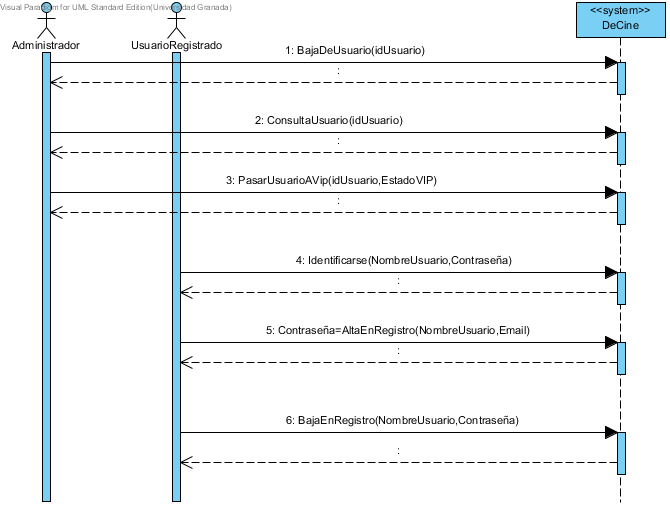 Visual Paradigm for UML Standard Edition(Universidad Granada)
<<system>>
DeCine
Administrador
UsuarioRegistrado
1: BajaDeUsuario(idUsuario)
:
2: ConsultaUsuario(idUsuario)
:
3: PasarUsuarioAVip(idUsuario,EstadoVIP)
:
4: Identificarse(NombreUsuario,Contraseña)
:
5: Contraseña=AltaEnRegistro(NombreUsuario,Email)
:
6: BajaEnRegistro(NombreUsuario,Contraseña)
: